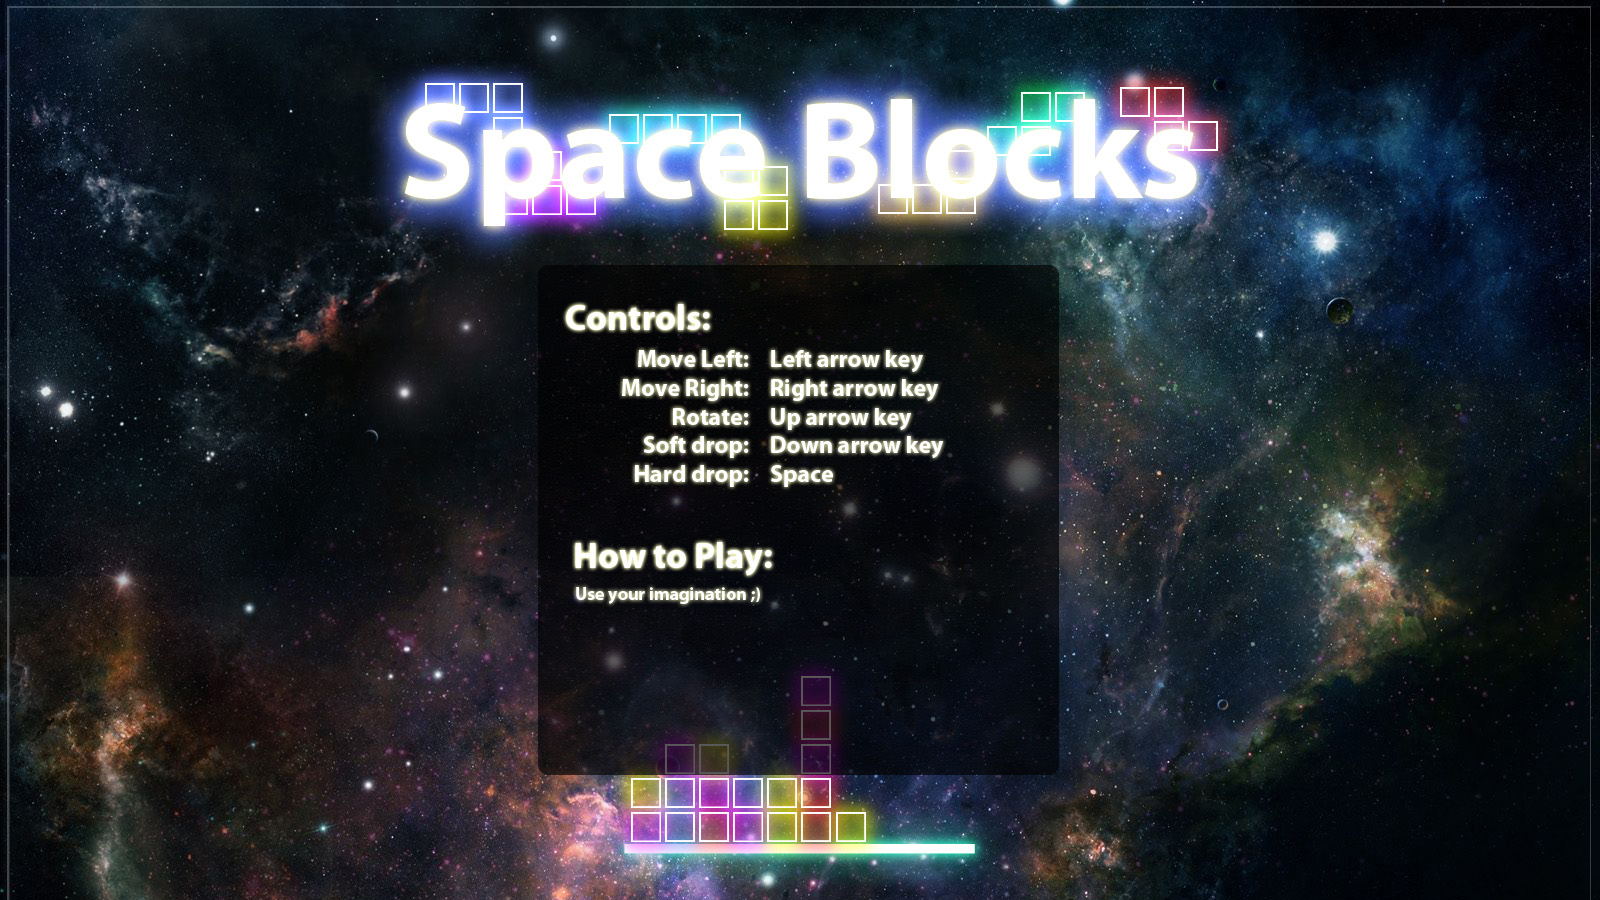 Space Blocks
Controls:
Move Left: Left arrow key
Move Right: Right arrow key
Rotate: Up arrow key
Soft drop: Down arrow key
Hard drop: Space
How to Play:
Use your imagination ;)